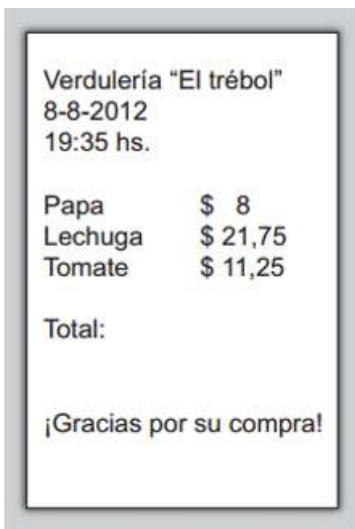 Verdulería “El trébol”
8-8-2012
19:35 hs.
Papa $ 8
Lechuga $ 21,75
Tomate $ 11,25
Total:
¡Gracias por su compra!